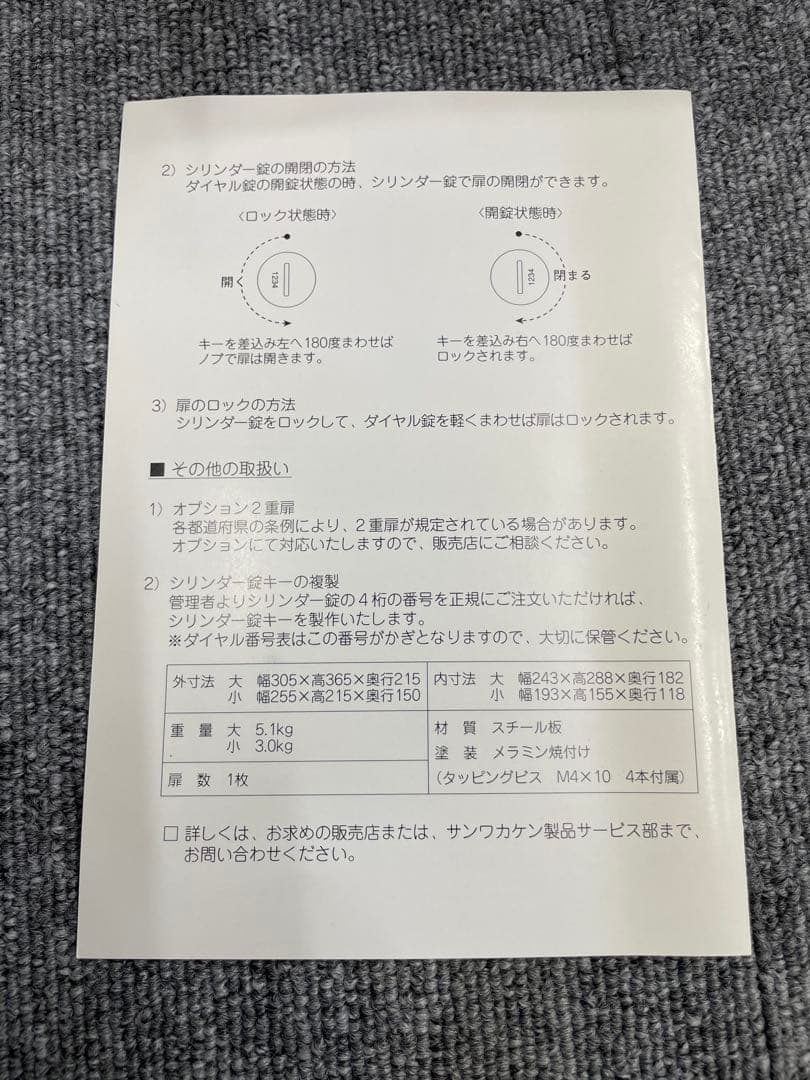 2）シリンダー錠の開閉の方法
ダイヤル錠の開錠状態の時、シリンダー錠で扉の開閉ができます。
〈ロック状態時〉
〈開錠状態時〉
開く
1234
1234
閉まる
キーを差込み左へ180度まわせば
ノブで扉は開きます。
キーを差込み右へ180度まわせば
ロックされます。
3）扉のロックの方法
シリンダー錠をロックして、ダイヤル錠を軽くまわせば扉はロックされます。
■ その他の取扱い
1）オプション2重扉
各都道府県の条例により、2重扉が規定されている場合があります。
オプションにて対応いたしますので、販売店にご相談ください。
2）シリンダー錠キーの複製
管理者よりシリンダー錠の4桁の番号を正規にご注文いただければ、
シリンダー錠キーを製作いたします。
※ダイヤル番号表はこの番号がかぎとなりますので、大切に保管ください。
外寸法 大 幅305×高365×奥行215
小 幅255×高215×奥行150
内寸法 大 幅243×高288×奥行182
小 幅193×高155×奥行118
重 量 大 5.1kg
小 3.0kg
扉 数 1枚
材 質 スチール板
塗 装 メラミン焼付け
（タッピングビス M4×10 4本付属）
□ 詳しくは、お求めの販売店または、サンワカケン製品サービス部まで、
お問い合わせください。